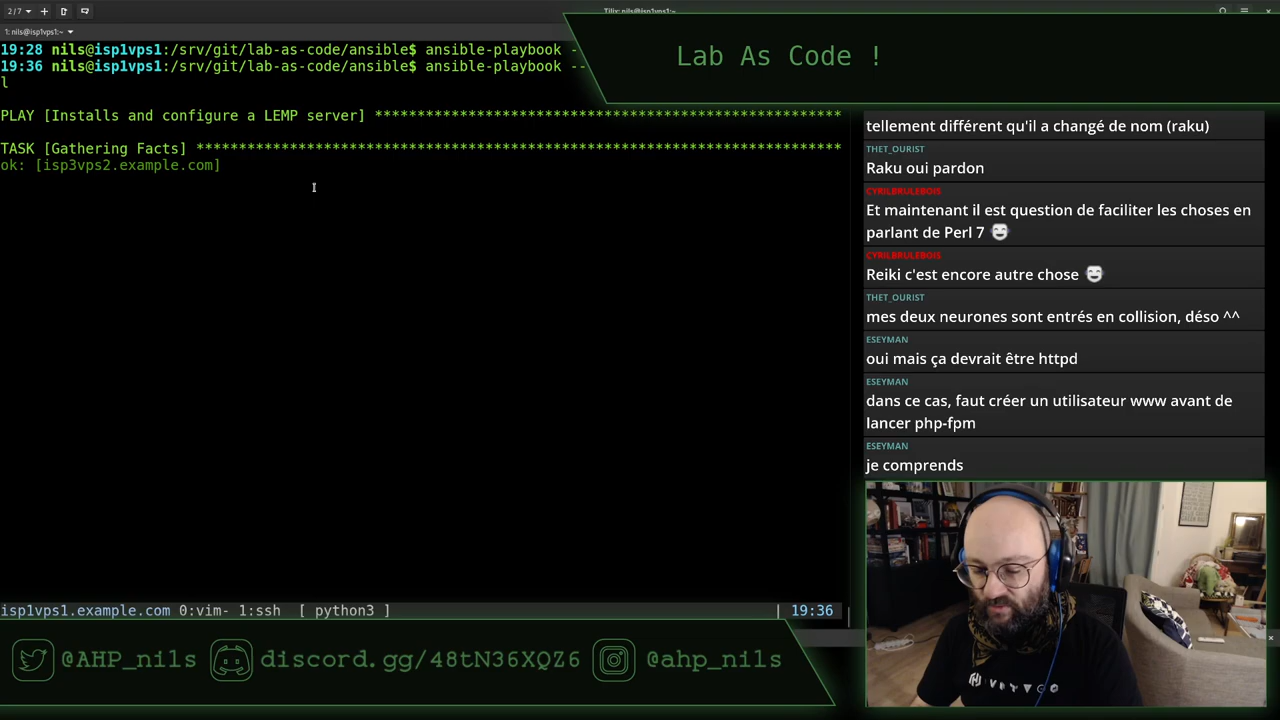 2/7
Tilix: nils@isp1vps1:~
1: nils@isp1vps1:~
Lab As Code !
19:28 nils@isp1vps1:/srv/git/lab-as-code/ansible$ ansible-playbook -
19:36 nils@isp1vps1:/srv/git/lab-as-code/ansible$ ansible-playbook --
l
PLAY [Installs and configure a LEMP server] *******************************************************
TASK [Gathering Facts] ****************************************************************************
ok: [isp3vps2.example.com]
isp1vps1.example.com 0:vim- 1:ssh [ python3 ] | 19:36
tellement différent qu'il a changé de nom (raku)
THET_OURIST
Raku oui pardon
CYRILBRULEBOIS
Et maintenant il est question de faciliter les choses en
parlant de Perl 7
CYRILBRULEBOIS
Reiki c'est encore autre chose
THET_OURIST
mes deux neurones sont entrés en collision, déso ^^
ESEYMAN
oui mais ça devrait être httpd
ESEYMAN
dans ce cas, faut créer un utilisateur www avant de
lancer php-fpm
ESEYMAN
je comprends
@AHP_nils discord.gg/48tN36XQZ6 @ahp_nils